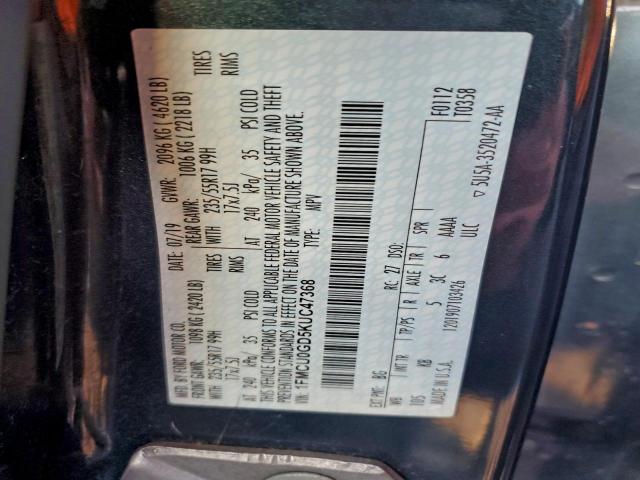 MFD. BY FORD MOTOR CO. DATE: 07/19 GVWR: 2096 KG ( 4620 LB)
FRONT GAWR: 1098 KG ( 2420 LB) REAR GAWR: 1006 KG ( 2218 LB)
235/55R17 99H TIRES WITH 235/55R17 99H TIRES
17x7.5J RIMS 17x7.5J RIMS
AT 240 kPa/ 35 PSI COLD AT 240 kPa/ 35 PSI COLD
THIS VEHICLE CONFORMS TO ALL APPLICABLE FEDERAL MOTOR VEHICLE SAFETY AND THEFT
STANDARDS IN EFFECT ON THE DATE OF MANUFACTURE SHOWN ABOVE.
VIN: 1FMCU0GD5KUC47368
TYPE: MPV
F0112
T0358
EXT PNT: BG RC: 27 DSO:
WB INT TR TP/PS R AXLE TR SPR
105 KB 5 3C 6 AAAA
MADE IN U.S.A. 1201907103426 ULC
5U5A-3520472-AA